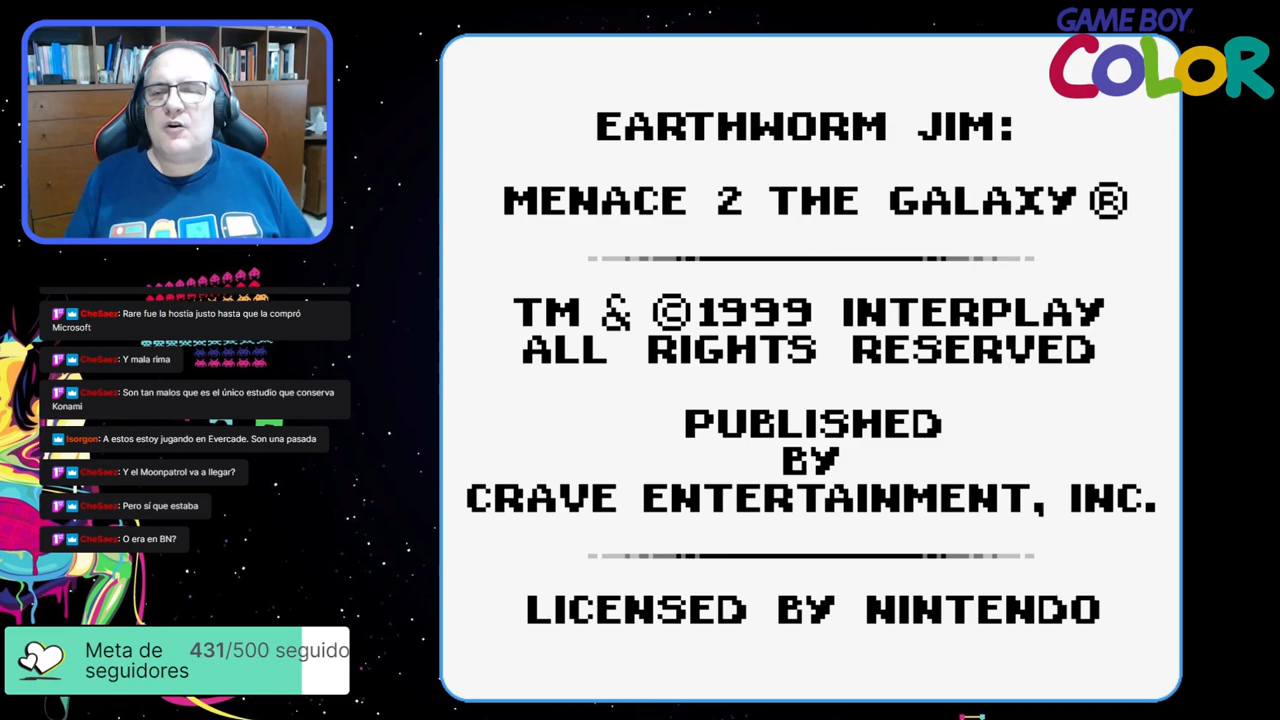 GAME BOY
COLOR
EARTHWORM JIM:
MENACE 2 THE GALAXY®
TM & ©1999 INTERPLAY
ALL RIGHTS RESERVED
PUBLISHED
BY
CRAVE ENTERTAINMENT, INC.
LICENSED BY NINTENDO
CheSaez: Rare fue la hostia justo hasta que la compró
Microsoft
CheSaez: Y mala rima
CheSaez: Son tan malos que es el único estudio que conserva
Konami
Isorgon: A estos estoy jugando en Evercade. Son una pasada
CheSaez: Y el Moonpatrol va a llegar?
CheSaez: Pero sí que estaba
CheSaez: O era en BN?
Meta de
seguidores
431/500 seguido